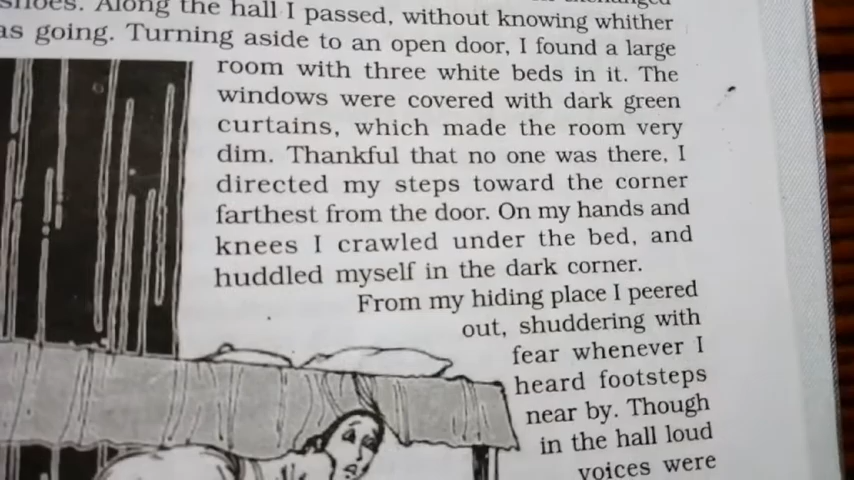 shoes. Along the hall I passed, without knowing whither
as going. Turning aside to an open door, I found a large
room with three white beds in it. The
windows were covered with dark green
curtains, which made the room very
dim. Thankful that no one was there, I
directed my steps toward the corner
farthest from the door. On my hands and
knees I crawled under the bed, and
huddled myself in the dark corner.
From my hiding place I peered
out, shuddering with
fear whenever I
heard footsteps
near by. Though
in the hall loud
voices were